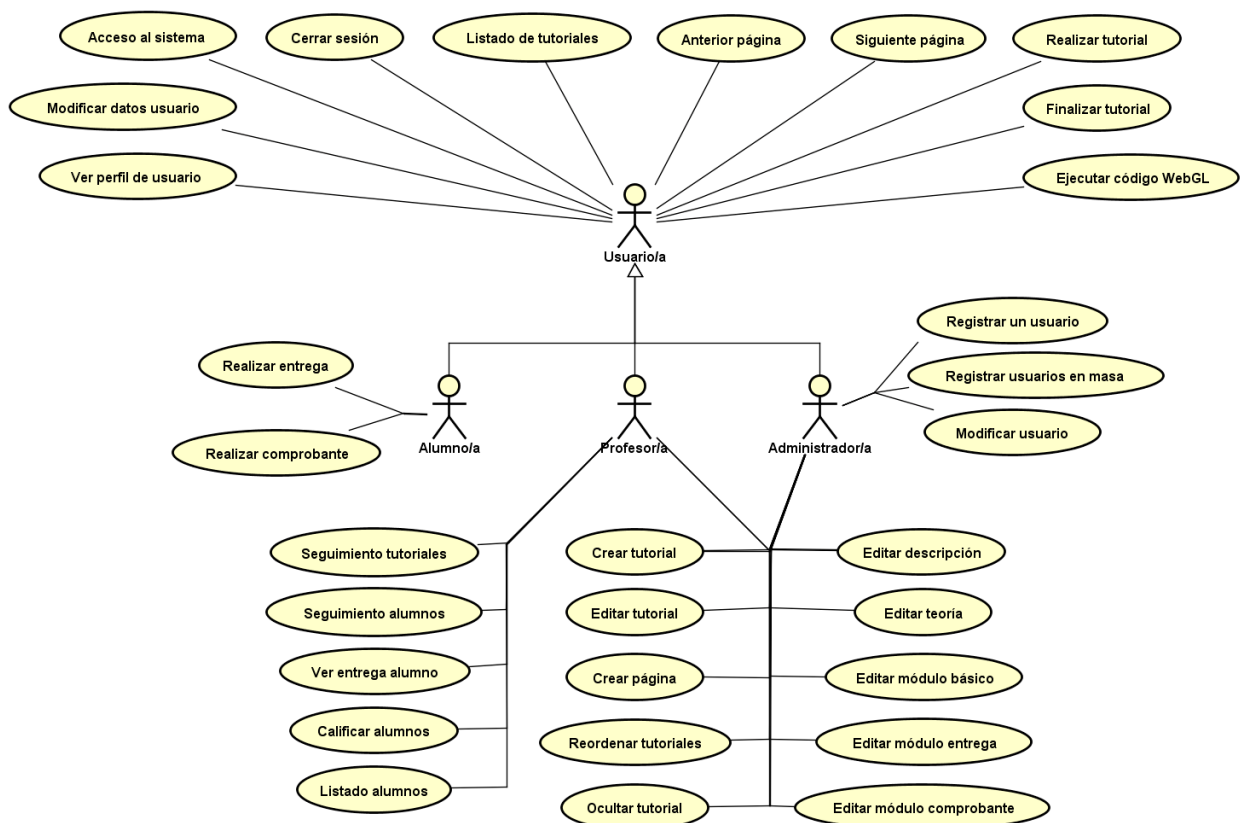 Acceso al sistema
Cerrar sesión
Listado de tutoriales
Anterior página
Siguiente página
Realizar tutorial
Modificar datos usuario
Finalizar tutorial
Ver perfil de usuario
Ejecutar código WebGL
Usuario/a
Registrar un usuario
Realizar entrega
Registrar usuarios en masa
Modificar usuario
Realizar comprobante
Alumno/a
Profesor/a
Administrador/a
Seguimiento tutoriales
Crear tutorial
Editar descripción
Seguimiento alumnos
Editar tutorial
Editar teoría
Ver entrega alumno
Crear página
Editar módulo básico
Calificar alumnos
Reordenar tutoriales
Editar módulo entrega
Listado alumnos
Ocultar tutorial
Editar módulo comprobante